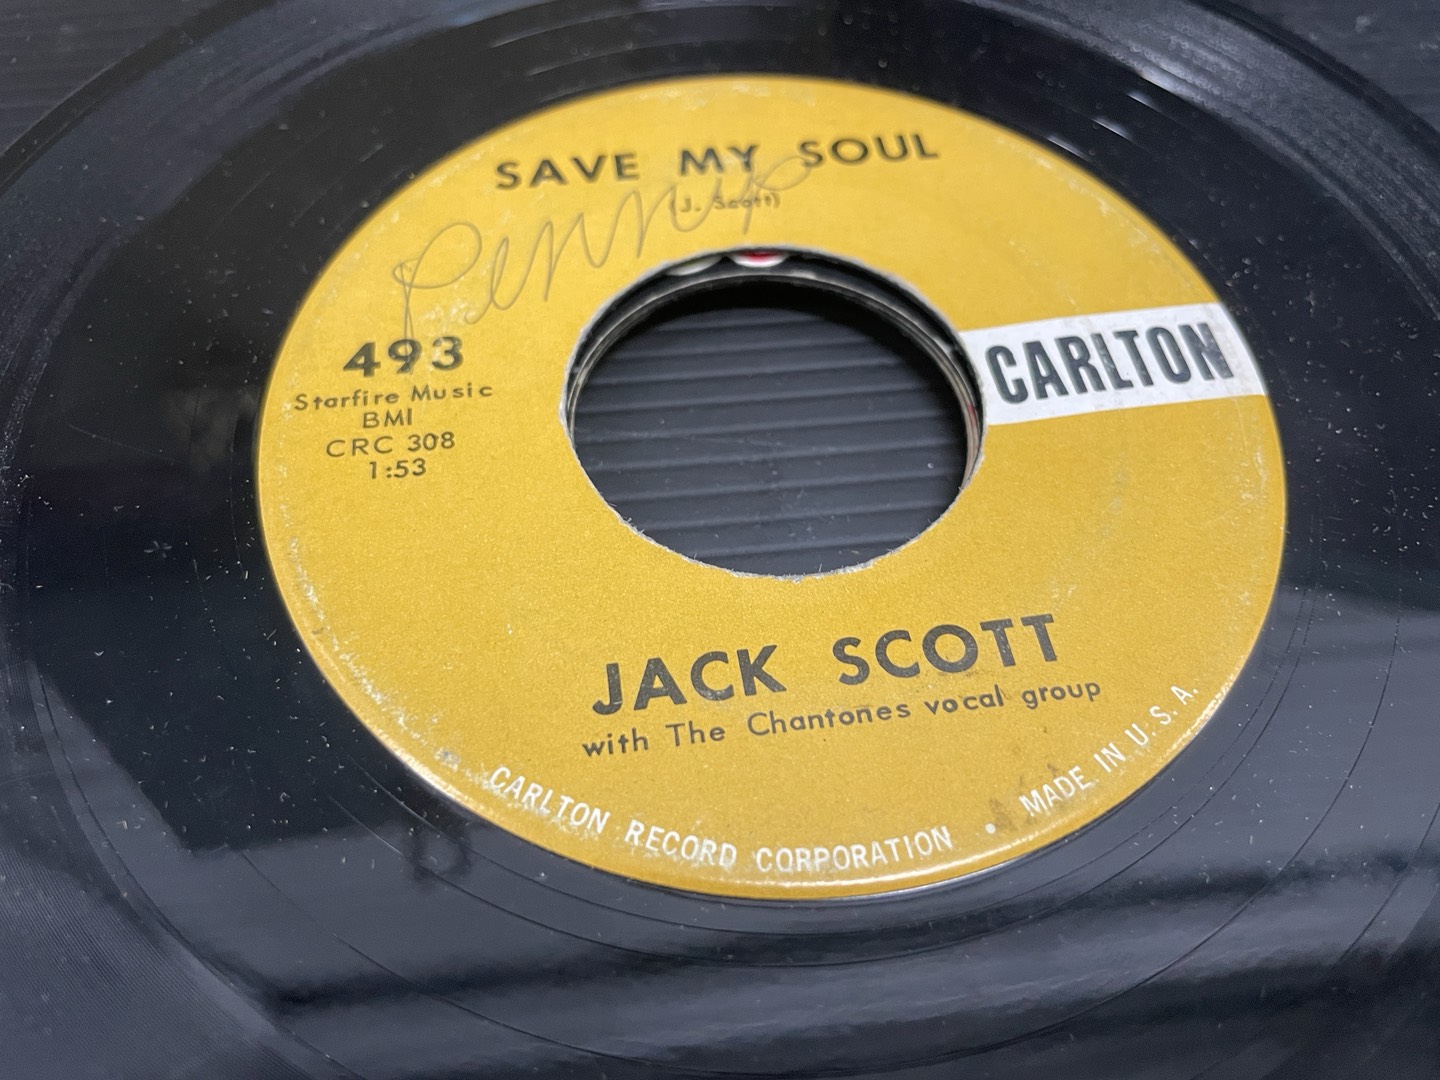 SAVE MY SOUL
(J. Scott)
Penny
493
Starfire Music
BMI
CRC 308
1:53
CARLTON
JACK SCOTT
with The Chantones vocal group
CARLTON RECORD CORPORATION • MADE IN U.S.A.